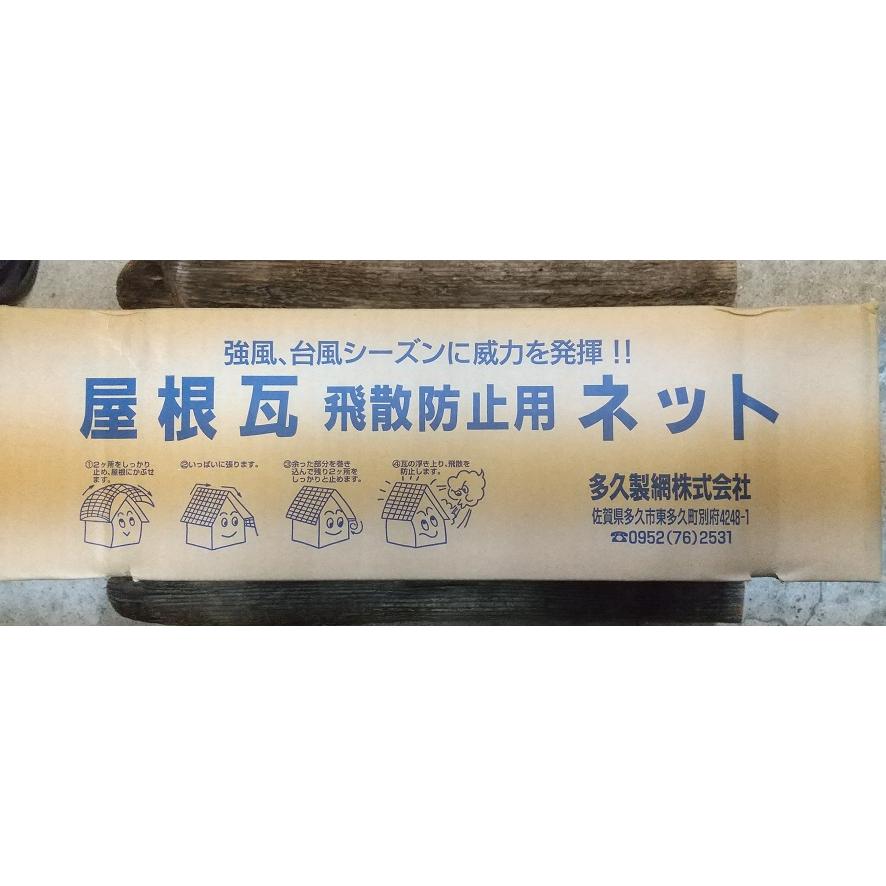 強風、台風シーズンに威力を発揮!!
屋根瓦 飛散防止用 ネット
①2ヶ所をしっかり
止め、屋根にかぶせ
ます。
②いっぱいに張ります。
③余った部分を巻き
込んで残り2ヶ所を
しっかりと止めます。
④瓦の浮き上り、飛散を
防止します。
多久製網株式会社
佐賀県多久市東多久町別府4248-1
☎0952(76)2531